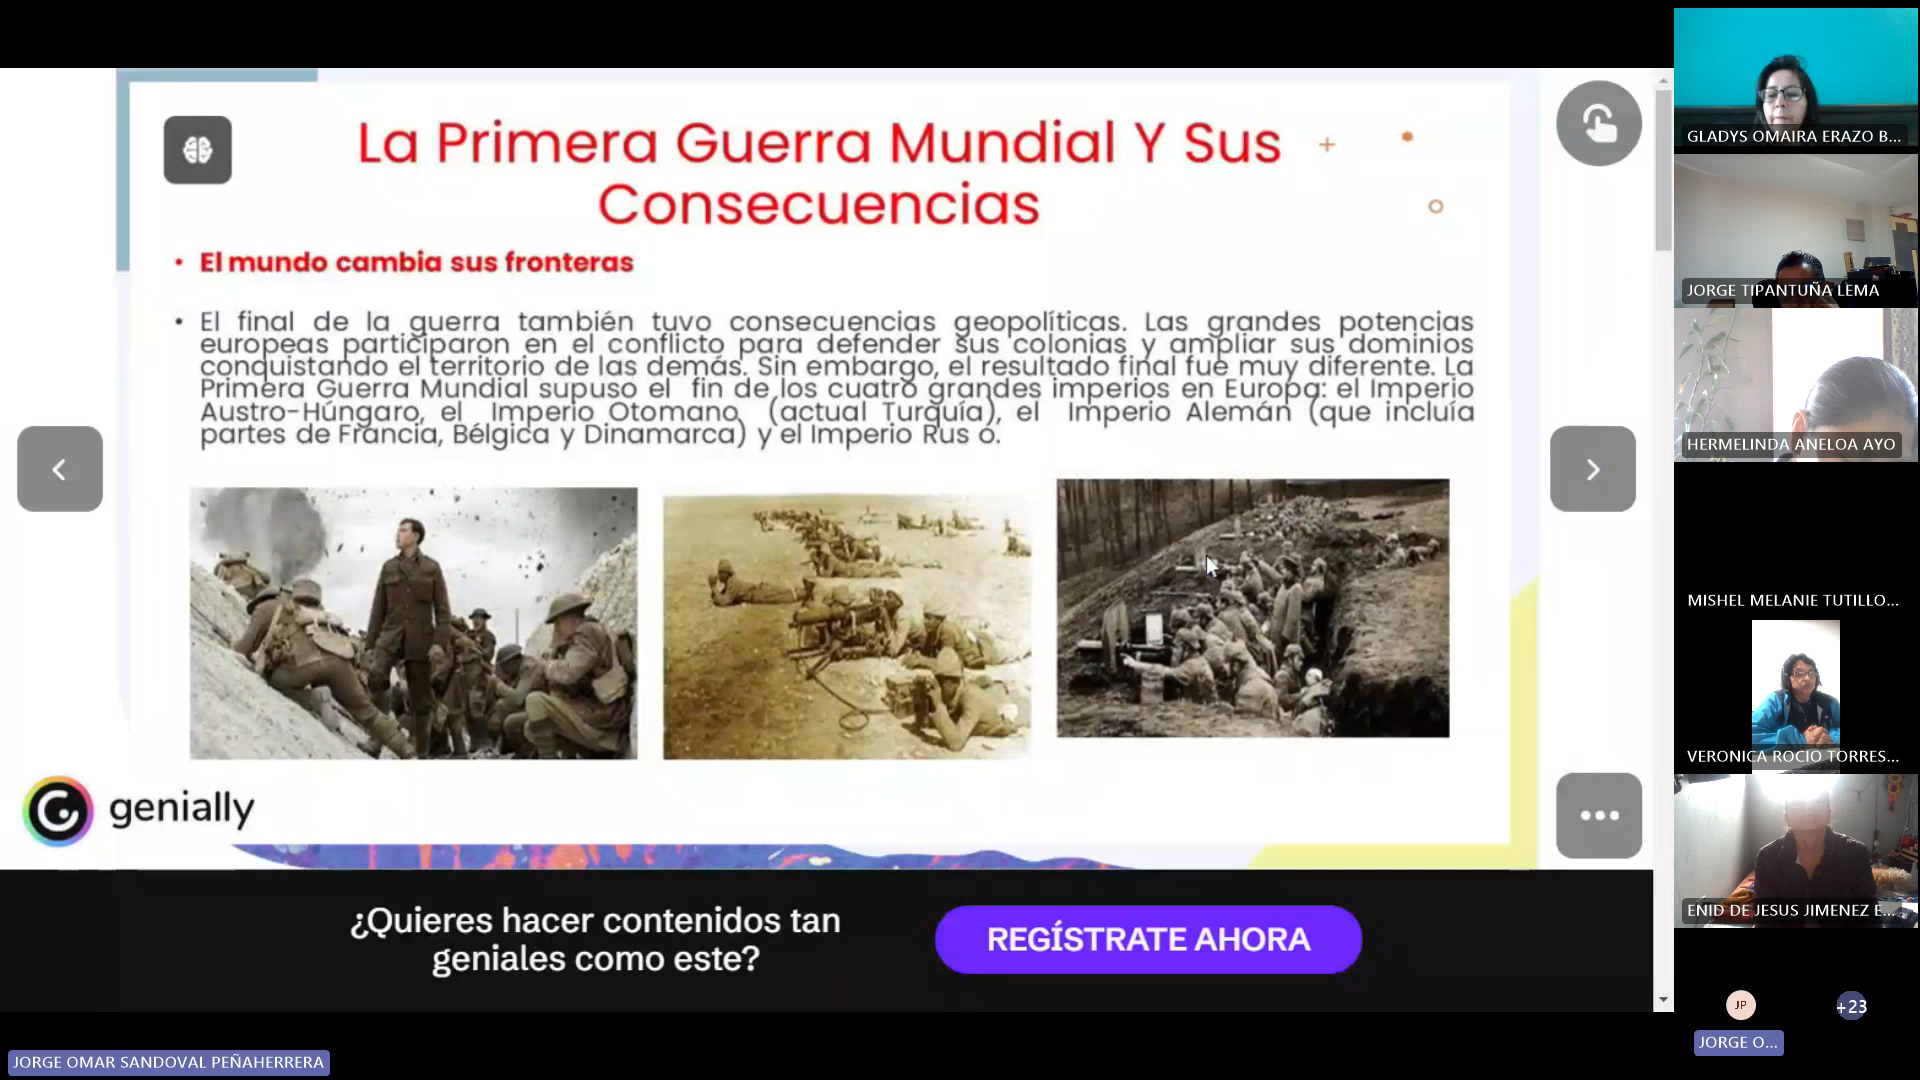 La Primera Guerra Mundial Y Sus
Consecuencias
• El mundo cambia sus fronteras
• El final de la guerra también tuvo consecuencias geopolíticas. Las grandes potencias
europeas participaron en el conflicto para defender sus colonias y ampliar sus dominios
conquistando el territorio de las demás. Sin embargo, el resultado final fue muy diferente. La
Primera Guerra Mundial supuso el fin de los cuatro grandes imperios en Europa: el Imperio
Austro-Húngaro, el Imperio Otomano (actual Turquía), el Imperio Alemán (que incluía
partes de Francia, Bélgica y Dinamarca) y el Imperio Rus o.
genially
¿Quieres hacer contenidos tan
geniales como este?
REGÍSTRATE AHORA
JORGE OMAR SANDOVAL PEÑAHERRERA
GLADYS OMAIRA ERAZO B...
JORGE TIPANTUÑA LEMA
HERMELINDA ANELOA AYO
MISHEL MELANIE TUTILLO...
VERONICA ROCIO TORRES...
ENID DE JESUS JIMENEZ E...
JP
+23
JORGE O...